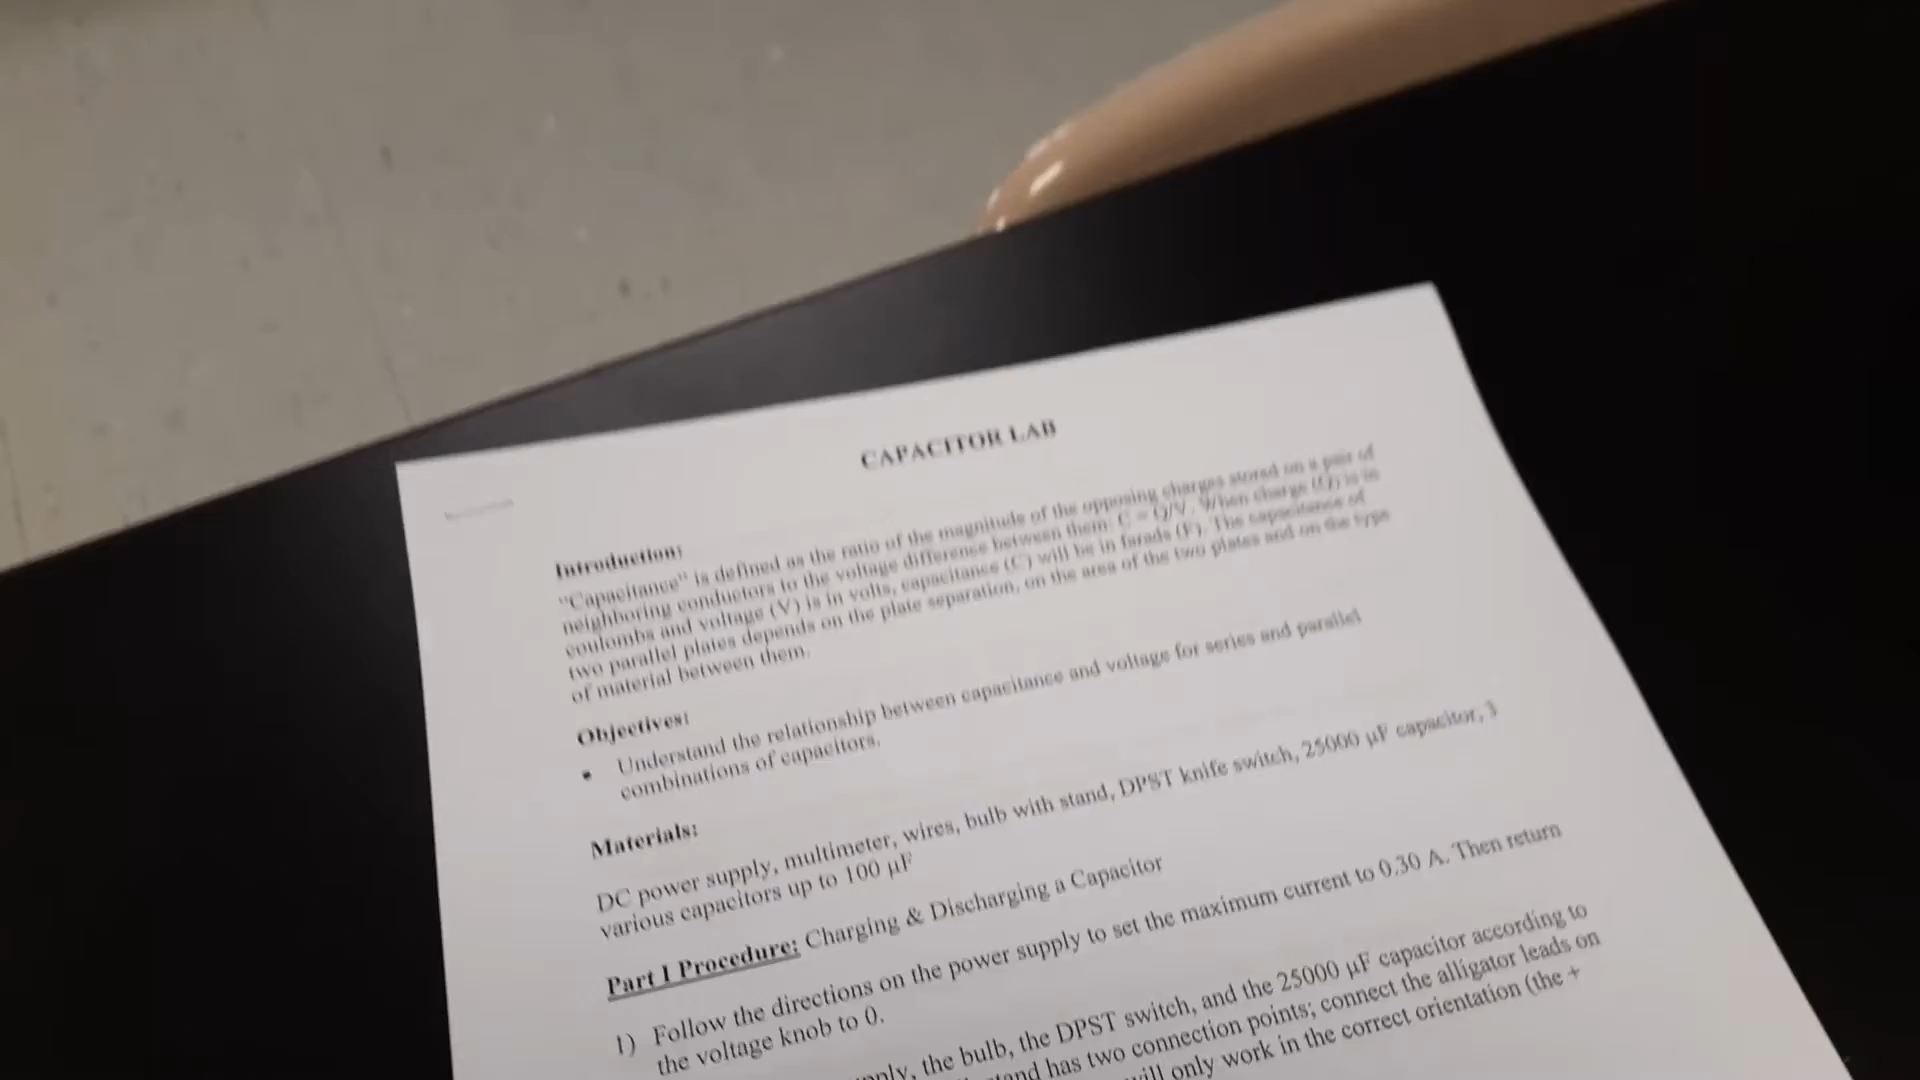 CAPACITOR LAB
Introduction:
"Capacitance" is defined as the ratio of the magnitude of the opposing charges stored on a pair of
neighboring conductors to the voltage difference between them: C = Q/V. When charge (Q) is in
coulombs and voltage (V) is in volts, capacitance (C) will be in farads (F). The capacitance of
two parallel plates depends on the plate separation, on the area of the two plates and on the type
of material between them.
Objectives:
• Understand the relationship between capacitance and voltage for series and parallel
combinations of capacitors.
Materials:
DC power supply, multimeter, wires, bulb with stand, DPST knife switch, 25000 µF capacitor, 3
various capacitors up to 100 µF
Part I Procedure: Charging & Discharging a Capacitor
1) Follow the directions on the power supply to set the maximum current to 0.30 A. Then return
the voltage knob to 0.
the bulb, the DPST switch, and the 25000 µF capacitor according to
has two connection points; connect the alligator leads on
only work in the correct orientation (the +